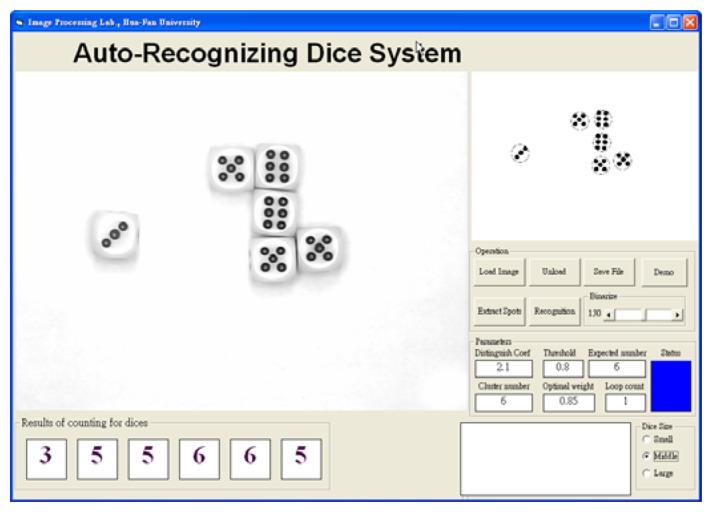 Image Processing Lab., Hua-Fan University
Auto-Recognizing Dice System
Operation
Load Image Unload Save File Demo
Extract Spots Recognition Binarize 130
Parameters
Distinguish Coef Threshold Expected number Status
2.1 0.8 6
Cluster number Optimal weight Loop count
6 0.85 1
Results of counting for dices
3 5 5 6 6 5
Dice Size
Small
Middle
Large